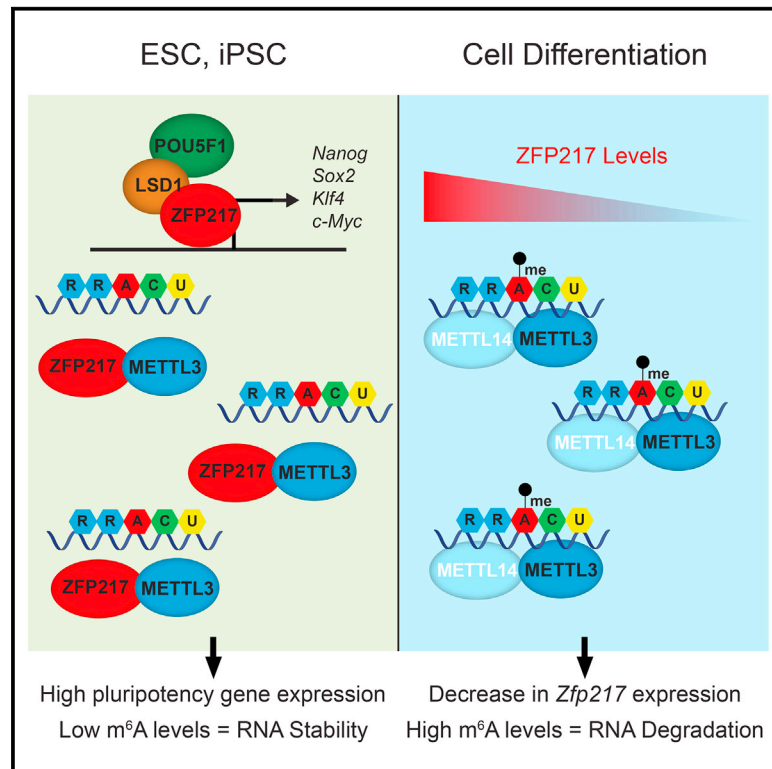 ESC, iPSC
POU5F1
LSD1
ZFP217
Nanog
Sox2
Klf4
c-Myc
R R A C U
ZFP217 METTL3
R R A C U
ZFP217 METTL3
R R A C U
ZFP217 METTL3
High pluripotency gene expression
Low m⁶A levels = RNA Stability
Cell Differentiation
ZFP217 Levels
me
R R A C U
METTL14 METTL3
me
R R A C U
METTL14 METTL3
me
R R A C U
METTL14 METTL3
Decrease in Zfp217 expression
High m⁶A levels = RNA Degradation